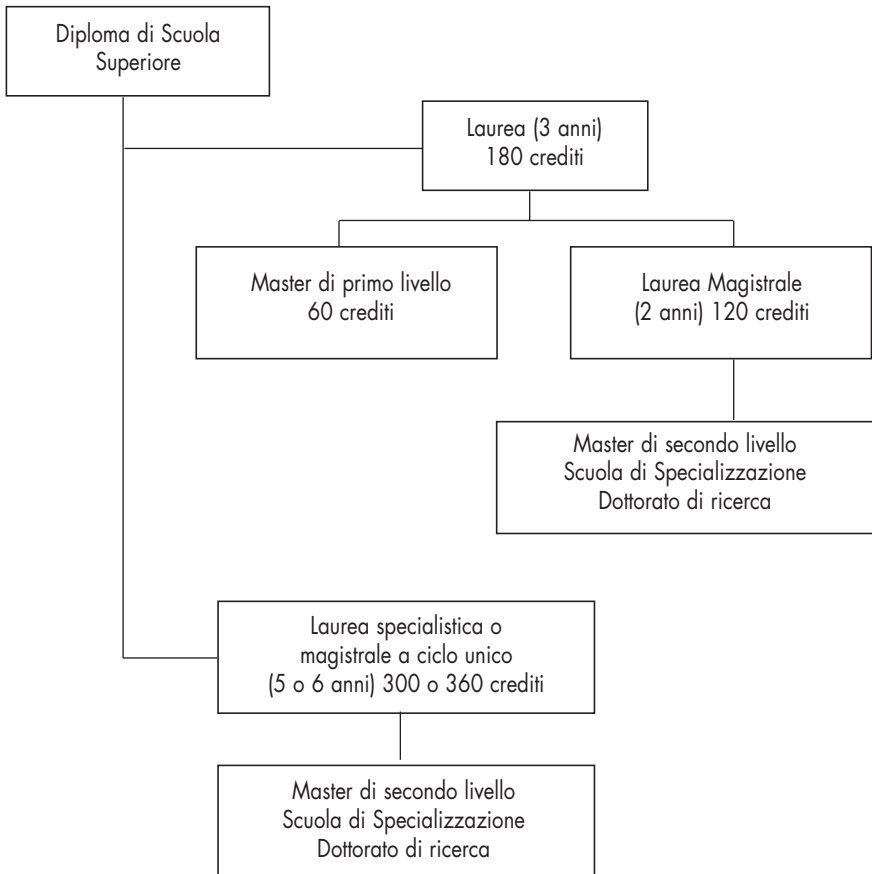 Diploma di Scuola
Superiore
Laurea (3 anni)
180 crediti
Master di primo livello
60 crediti
Laurea Magistrale
(2 anni) 120 crediti
Master di secondo livello
Scuola di Specializzazione
Dottorato di ricerca
Laurea specialistica o
magistrale a ciclo unico
(5 o 6 anni) 300 o 360 crediti
Master di secondo livello
Scuola di Specializzazione
Dottorato di ricerca